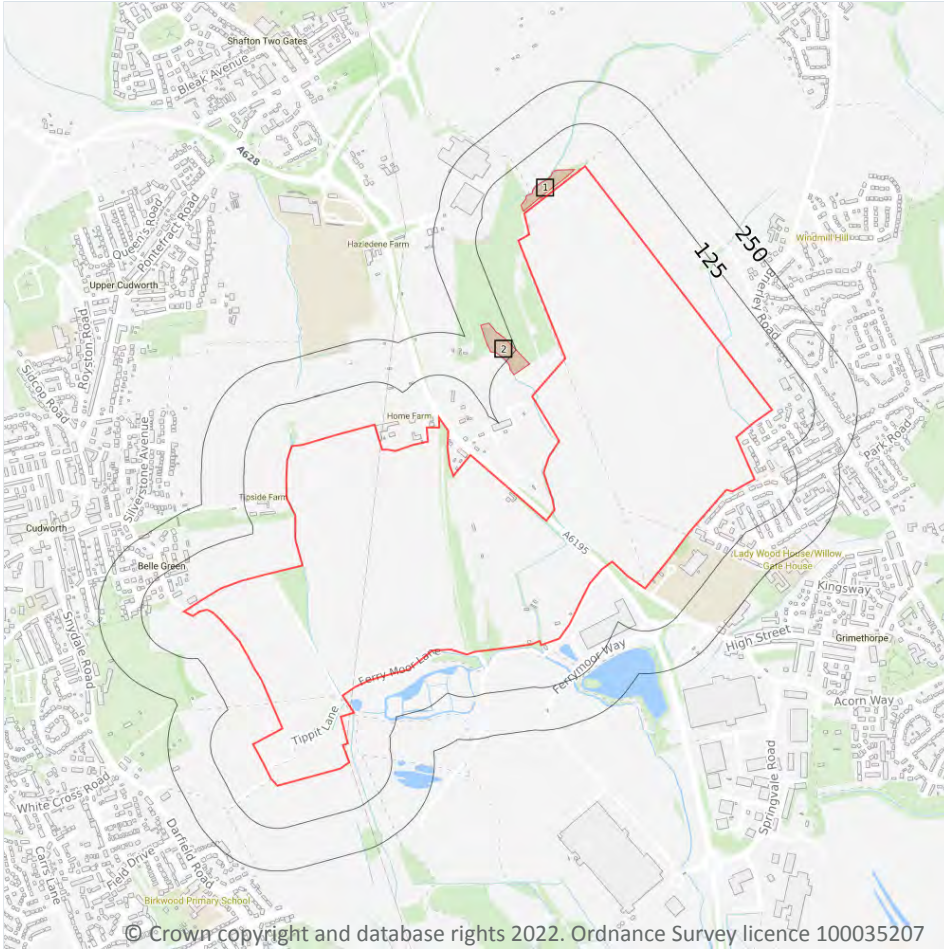 Shafton Two Gates
Bleak Avenue
A628
Queen's Road
Pontefract Road
1
Hazledene Farm
Windmill Hill
250
125
Brierley Road
Upper Cudworth
Royston Road
Sidcop Road
2
Home Farm
Park Road
Silverstone Avenue
Tipside Farm
Cudworth
A6195
Lady Wood House/Willow
Gate House
Belle Green
Kingsway
Snydale Road
High Street
Grimethorpe
Ferry Moor Lane
Ferrymoor Way
Acorn Way
Tippit Lane
Springvale Road
White Cross Road
Darfield Road
Carrs Lane
Field Drive
Birkwood Primary School
© Crown copyright and database rights 2022. Ordnance Survey licence 100035207